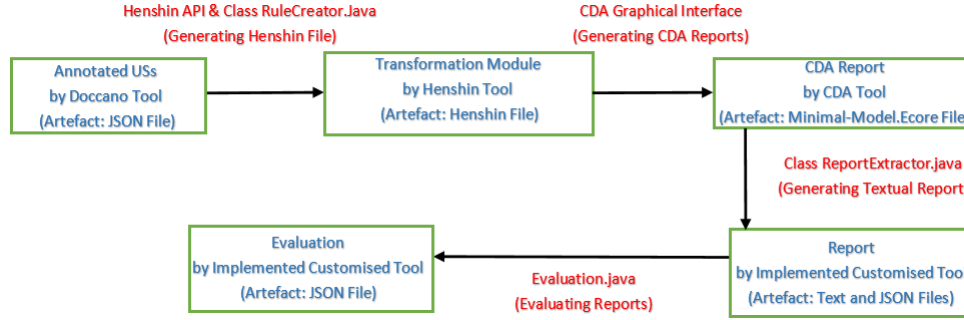 Henshin API & Class RuleCreator.Java
(Generating Henshin File)
CDA Graphical Interface
(Generating CDA Reports)
Annotated USs
by Doccano Tool
(Artefact: JSON File)
Transformation Module
by Henshin Tool
(Artefact: Henshin File)
CDA Report
by CDA Tool
(Artefact: Minimal-Model.Ecore File
Class ReportExtractor.java
(Generating Textual Report
Evaluation
by Implemented Customised Tool
(Artefact: JSON File)
Evaluation.java
(Evaluating Reports)
Report
by Implemented Customised Too
(Artefact: Text and JSON Files)